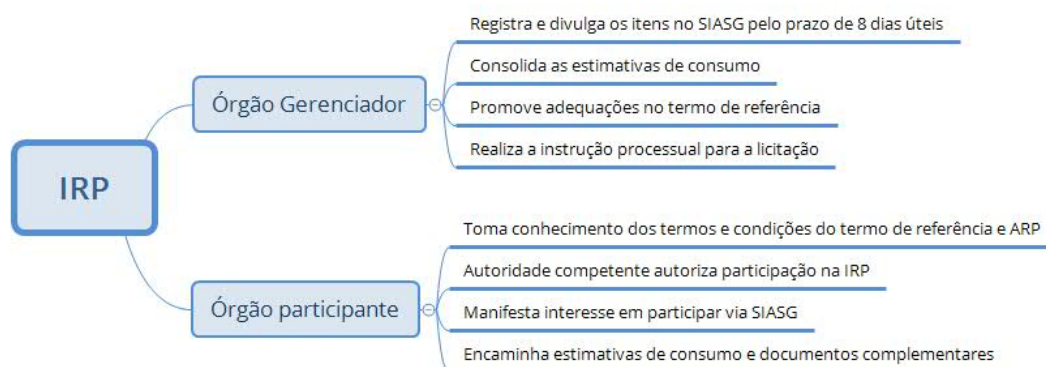 IRP
Órgão Gerenciador
Registra e divulga os itens no SIASG pelo prazo de 8 dias úteis
Consolida as estimativas de consumo
Promove adequações no termo de referência
Realiza a instrução processual para a licitação
Órgão participante
Toma conhecimento dos termos e condições do termo de referência e ARP
Autoridade competente autoriza participação na IRP
Manifesta interesse em participar via SIASG
Encaminha estimativas de consumo e documentos complementares